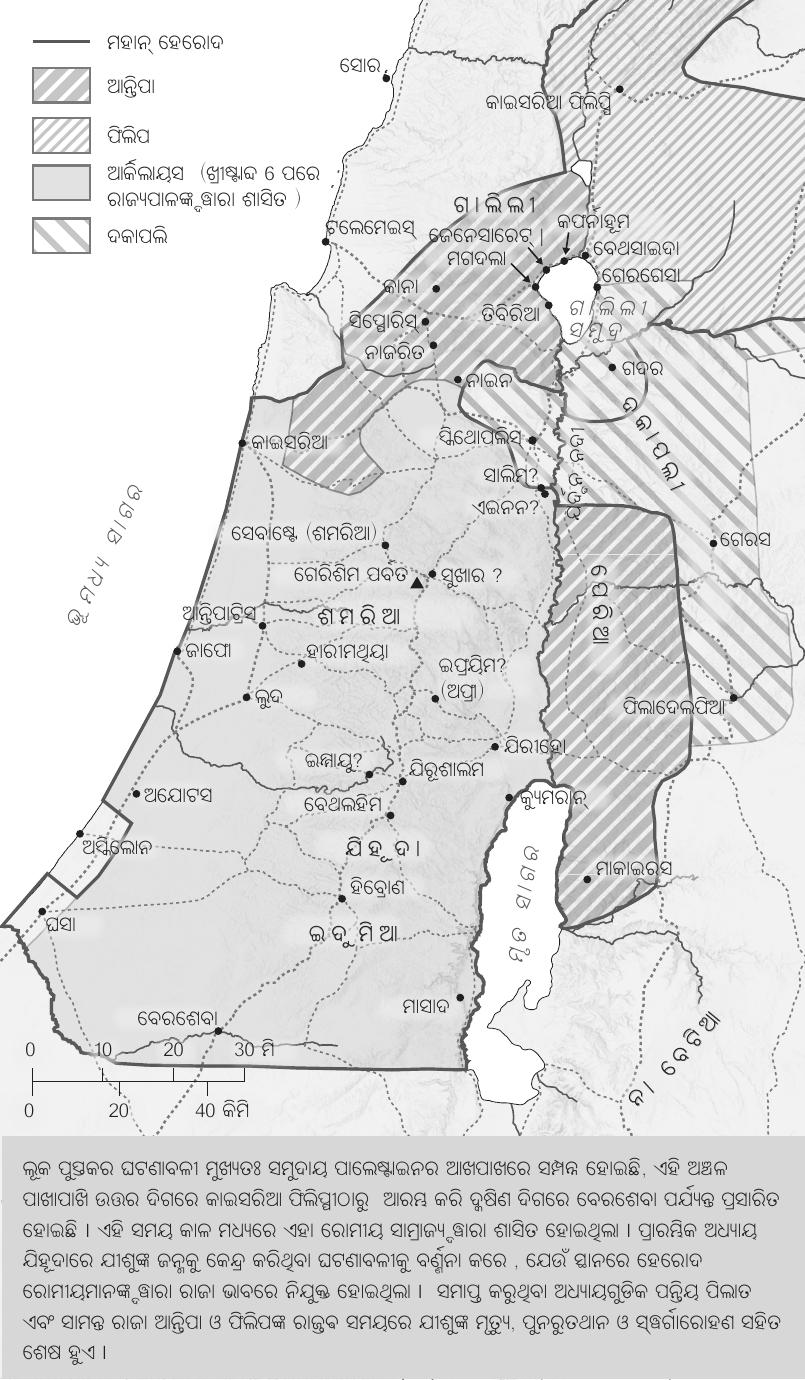 ମହାନ୍ ହେରୋଦ
ଆନ୍ତିପା
ଫିଲିପ
ଆର୍କିଲାୟସ (ଖ୍ରୀଷ୍ଟାବ୍ଦ 6 ପରେ
ରାଜ୍ୟପାଳଙ୍କ ଦ୍ୱାରା ଶାସିତ )
ଦକାପଲି
ସୋର
କାଇସରିଆ ଫିଲିପ୍ପି
ଗାଲିଲୀ
ଟଲେମେଇସ୍
କଫର୍ନାହୂମ
ଜେନେସାରେଟ୍ |
ବେଥସାଇଦା
ମଗଦଲା
ଗେରଗେସା
କାନା
ତିବିରିଆ
ଗାଲିଲୀ
ସମୁଦ୍ର
ସିପ୍ପୋରିସ୍
ନାଜରିତ
ନାଇନ
ଗଦର
ଦକାପଲୀ
କାଇସରିଆ
ସ୍କିଥୋପଲିସ୍
ଯର୍ଦ୍ଦନ ନଦୀ
ସାଲିମ?
ଏଇନନ?
ଭୂମଧ୍ୟ ସାଗର
ସେବାଷ୍ଟେ (ଶମରିଆ)
ଗେରସ
ଗେରିଶିମ ପର୍ବତ
ସୁଖାର ?
ପେରିଆ
ଆନ୍ତିପାଟ୍ରିସ୍
ଶମରିଆ
ଜାପୋ
ହାରୀମଥିୟା
ଇପ୍ରୟିମ?
(ଅପ୍ରୀ)
ଲୁଦ
ଫିଲାଦେଲଫିଆ
ଯିରୀହୋ
ଇମ୍ମାୟୁ?
ଯିରୂଶାଲମ
ଅଯୋଟସ
ବେଥଲହିମ
କ୍ୟୁମରାନ୍
ଅସ୍କିଲୋନ
ଯିହୂଦା
ମାକାଇରସ
ହିବ୍ରୋଣ
ମୃତ ସାଗର
ଘସା
ଇଦୁମିଆ
ମାସାଦ
ବେରଶେବା
ନାବେଟିଆ
0 10 20 30 ମି
0 20 40 କିମି
ଲୂକ ପୁସ୍ତକର ଘଟଣାବଳୀ ମୁଖ୍ୟତଃ ସମୁଦାୟ ପାଲେଷ୍ଟାଇନର ଆଖପାଖରେ ସମ୍ପନ୍ନ ହୋଇଛି, ଏହି ଅଞ୍ଚଳ
ପାଖାପାଖି ଉତ୍ତର ଦିଗରେ କାଇସରିଆ ଫିଲିପ୍ପୀଠାରୁ ଆରମ୍ଭ କରି ଦକ୍ଷିଣ ଦିଗରେ ବେରଶେବା ପର୍ଯ୍ୟନ୍ତ ପ୍ରସାରିତ
ହୋଇଛି । ଏହି ସମୟ କାଳ ମଧ୍ୟରେ ଏହା ରୋମୀୟ ସାମ୍ରାଜ୍ୟ ଦ୍ୱାରା ଶାସିତ ହୋଇଥିଲା । ପ୍ରାରମ୍ଭିକ ଅଧ୍ୟାୟ
ଯିହୂଦାରେ ଯୀଶୁଙ୍କ ଜନ୍ମକୁ କେନ୍ଦ୍ର କରିଥିବା ଘଟଣାବଳୀକୁ ବର୍ଣ୍ଣନା କରେ , ଯେଉଁ ସ୍ଥାନରେ ହେରୋଦ
ରୋମୀୟମାନଙ୍କ ଦ୍ୱାରା ରାଜା ଭାବରେ ନିଯୁକ୍ତ ହୋଇଥିଲା । ସମାପ୍ତ କରୁଥିବା ଅଧ୍ୟାୟଗୁଡିକ ପନ୍ତିୟ ପିଲାତ
ଏବଂ ସାମନ୍ତ ରାଜା ଆନ୍ତିପା ଓ ଫିଲିପଙ୍କ ରାଜତ୍ଵ ସମୟରେ ଯୀଶୁଙ୍କ ମୃତ୍ୟୁ, ପୁନରୁତଥାନ ଓ ସ୍ୱର୍ଗାରୋହଣ ସହିତ
ଶେଷ ହୁଏ ।